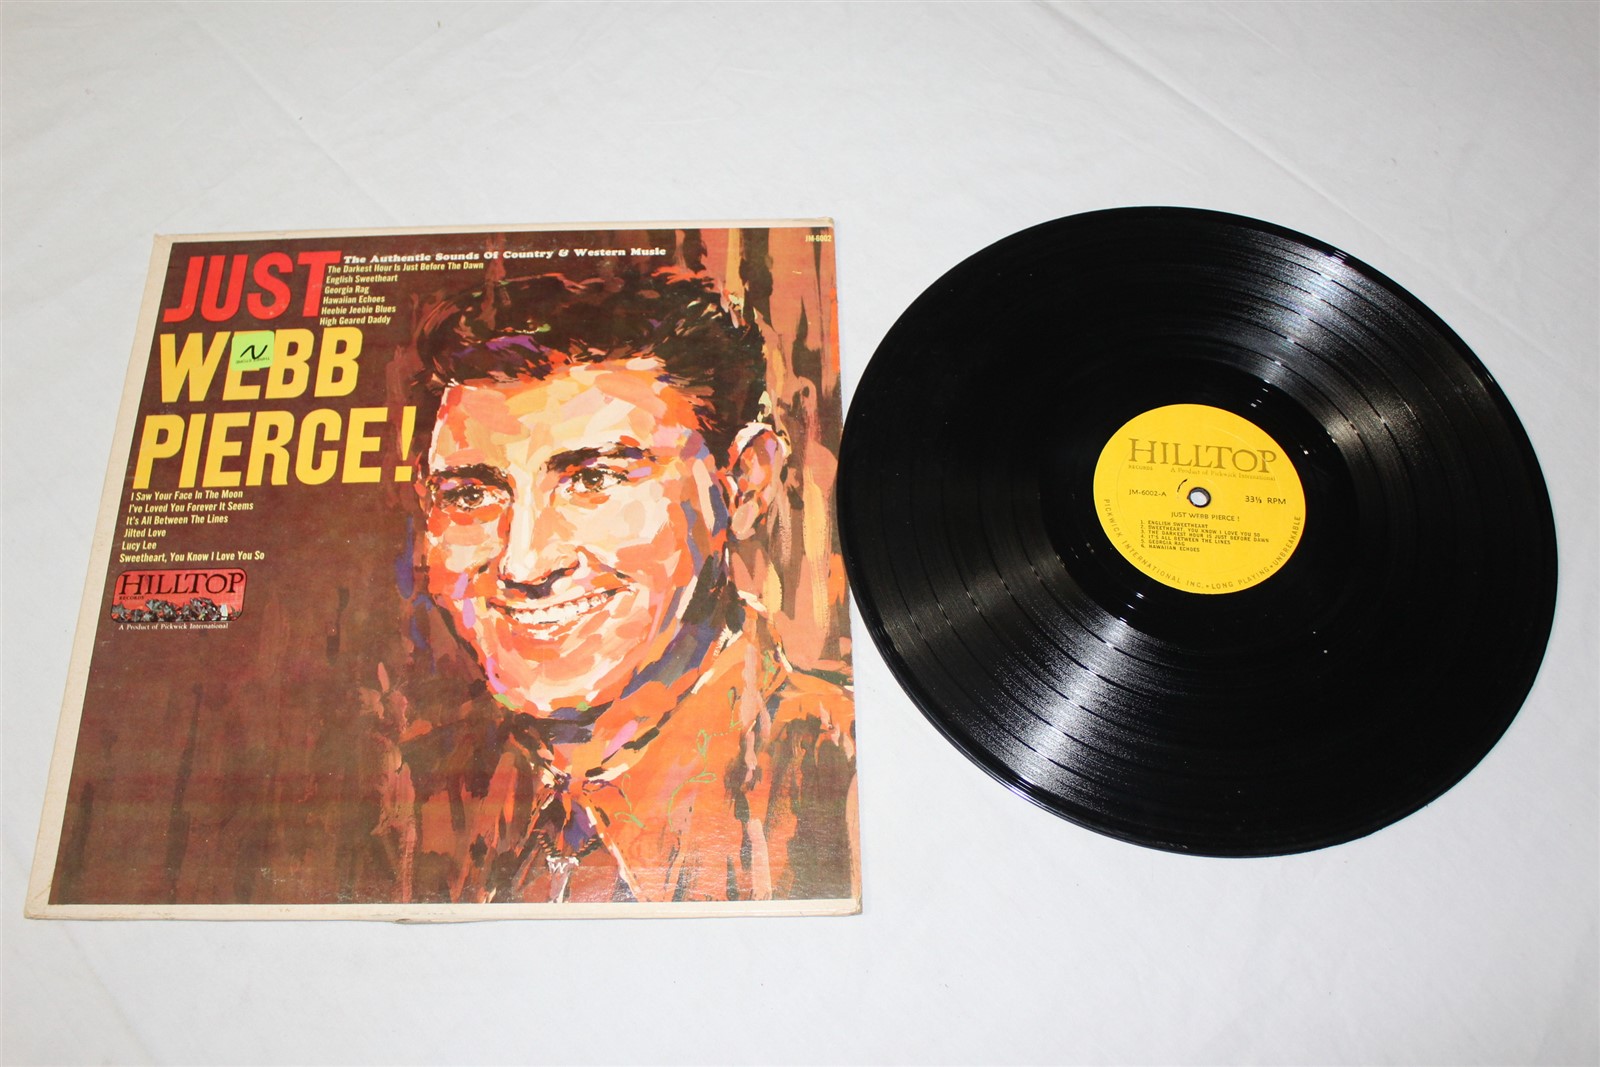 JM-6002
JUST
The Authentic Sounds Of Country & Western Music
The Darkest Hour Is Just Before The Dawn
English Sweetheart
Georgia Rag
Hawaiian Echoes
Heebie Jeebie Blues
High Geared Daddy
WEBB
N
PIERCE!
I Saw Your Face In The Moon
I've Loved You Forever It Seems
It's All Between The Lines
Jilted Love
Lucy Lee
Sweetheart, You Know I Love You So
HILLTOP
RECORDS
A Product of Pickwick International
HILLTOP
RECORDS
A Product of Pickwick International
JM-6002-A
33⅓ RPM
JUST WEBB PIERCE!
1. ENGLISH SWEETHEART
2. SWEETHEART, YOU KNOW I LOVE YOU SO
3. THE DARKEST HOUR IS JUST BEFORE DAWN
4. IT'S ALL BETWEEN THE LINES
5. GEORGIA RAG
6. HAWAIIAN ECHOES
PICKWICK INTERNATIONAL INC. • LONG PLAYING • UNBREAKABLE